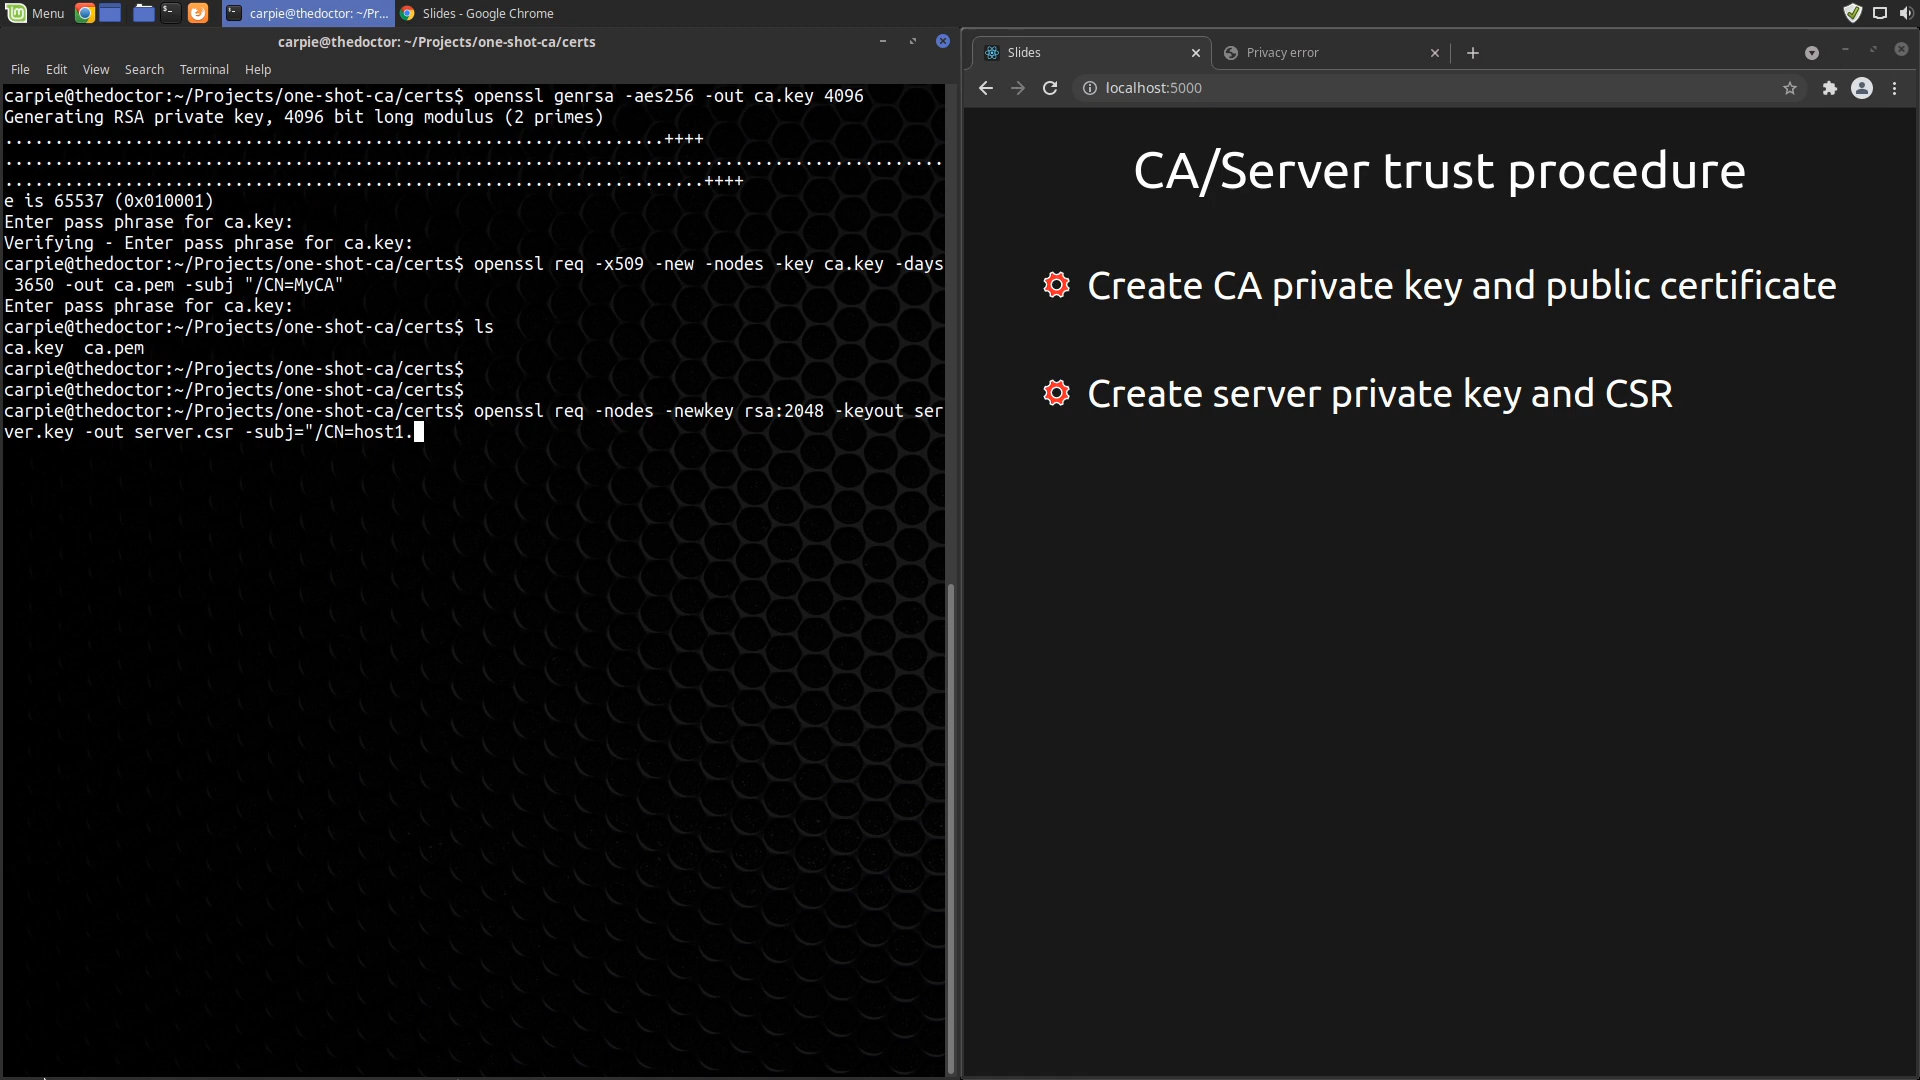 Menu
carpie@thedoctor: ~/Pr...
Slides - Google Chrome
carpie@thedoctor: ~/Projects/one-shot-ca/certs
File Edit View Search Terminal Help
carpie@thedoctor:~/Projects/one-shot-ca/certs$ openssl genrsa -aes256 -out ca.key 4096
Generating RSA private key, 4096 bit long modulus (2 primes)
..................................................................++++
..............................................................................................
......................................................................++++
e is 65537 (0x010001)
Enter pass phrase for ca.key:
Verifying - Enter pass phrase for ca.key:
carpie@thedoctor:~/Projects/one-shot-ca/certs$ openssl req -x509 -new -nodes -key ca.key -days
 3650 -out ca.pem -subj "/CN=MyCA"
Enter pass phrase for ca.key:
carpie@thedoctor:~/Projects/one-shot-ca/certs$ ls
ca.key  ca.pem
carpie@thedoctor:~/Projects/one-shot-ca/certs$
carpie@thedoctor:~/Projects/one-shot-ca/certs$
carpie@thedoctor:~/Projects/one-shot-ca/certs$ openssl req -nodes -newkey rsa:2048 -keyout ser
ver.key -out server.csr -subj="/CN=host1.
Slides
Privacy error
localhost:5000
CA/Server trust procedure
Create CA private key and public certificate
Create server private key and CSR